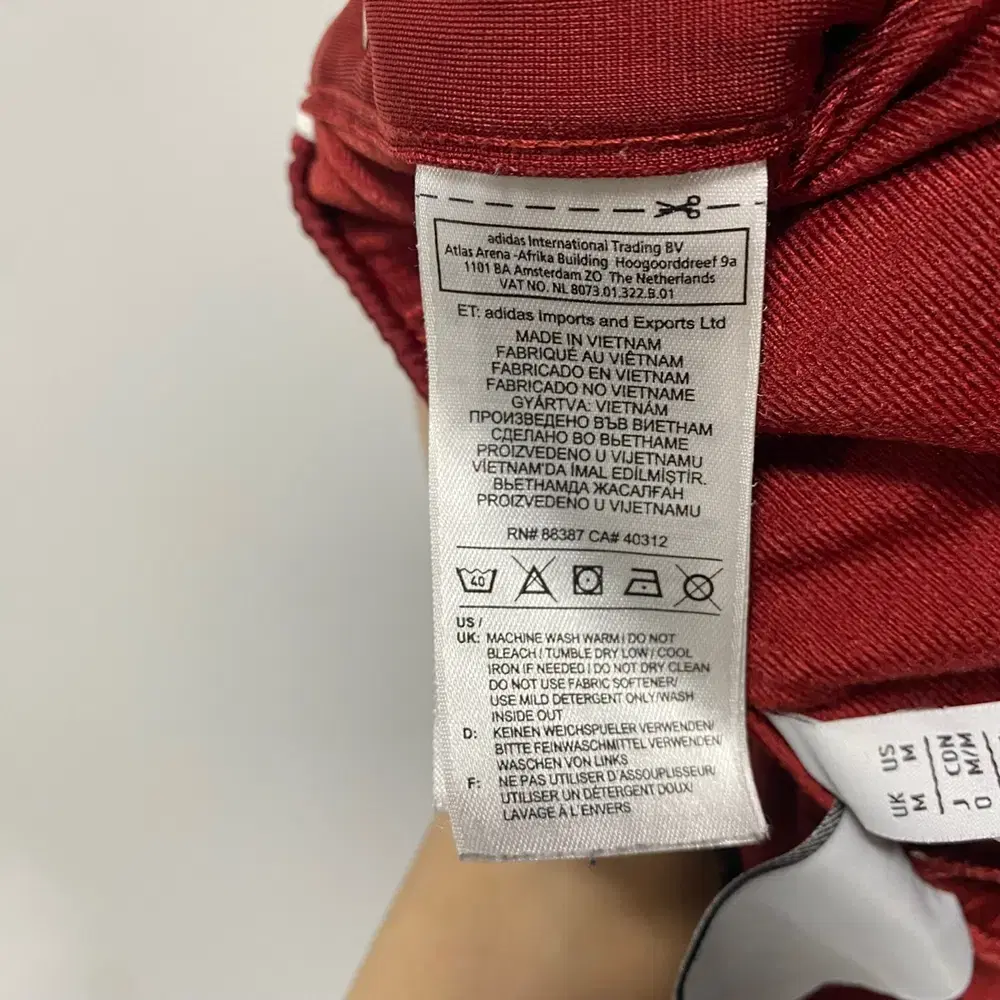 adidas International Trading BV
Atlas Arena -Afrika Building Hoogoorddreef 9a
1101 BA Amsterdam ZO The Netherlands
VAT NO. NL 8073.01.322.B.01
ET: adidas Imports and Exports Ltd
MADE IN VIETNAM
FABRIQUÉ AU VIÊTNAM
FABRICADO EN VIETNAM
FABRICADO NO VIETNAME
GYÁRTVA: VIETNÁM
ПРОИЗВЕДЕНО ВЪВ ВИЕТНАМ
СДЕЛАНО ВО ВЬЕТНАМЕ
PROIZVEDENO U VIJETNAMU
VİETNAM'DA İMAL EDİLMİŞTİR.
ВЬЕТНАМДА ЖАСАЛҒАН
PROIZVEDENO U VIJETNAMU
RN# 88387 CA# 40312
40
US /
UK: MACHINE WASH WARM / DO NOT
BLEACH / TUMBLE DRY LOW / COOL
IRON IF NEEDED / DO NOT DRY CLEAN
DO NOT USE FABRIC SOFTENER/
USE MILD DETERGENT ONLY/WASH
INSIDE OUT
D: KEINEN WEICHSPUELER VERWENDEN/
BITTE FEINWASCHMITTEL VERWENDEN/
WASCHEN VON LINKS
F: NE PAS UTILISER D'ASSOUPLISSEUR/
UTILISER UN DÉTERGENT DOUX/
LAVAGE À L'ENVERS
UK US
M M
J CDN
O M/M